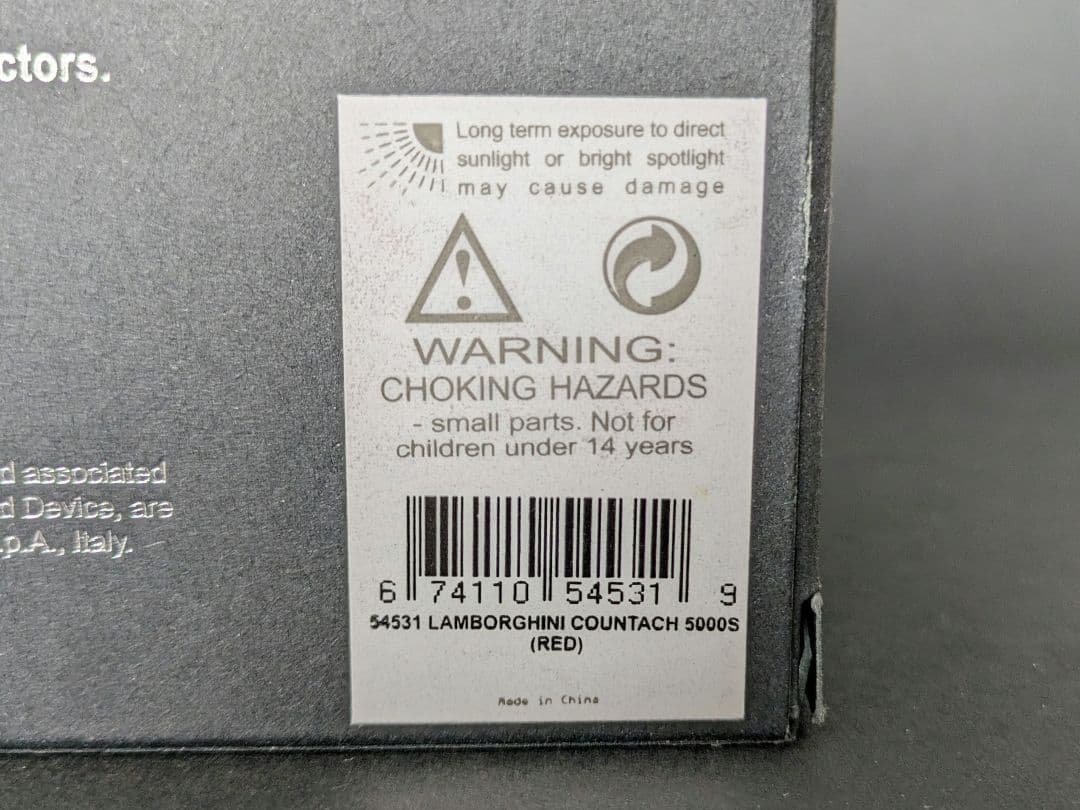 ctors.
Long term exposure to direct
sunlight or bright spotlight
may cause damage
WARNING:
CHOKING HAZARDS
- small parts. Not for
children under 14 years
d associated
d Device, are
.p.A., Italy.
6 74110 54531 9
54531 LAMBORGHINI COUNTACH 5000S
(RED)
Made in China